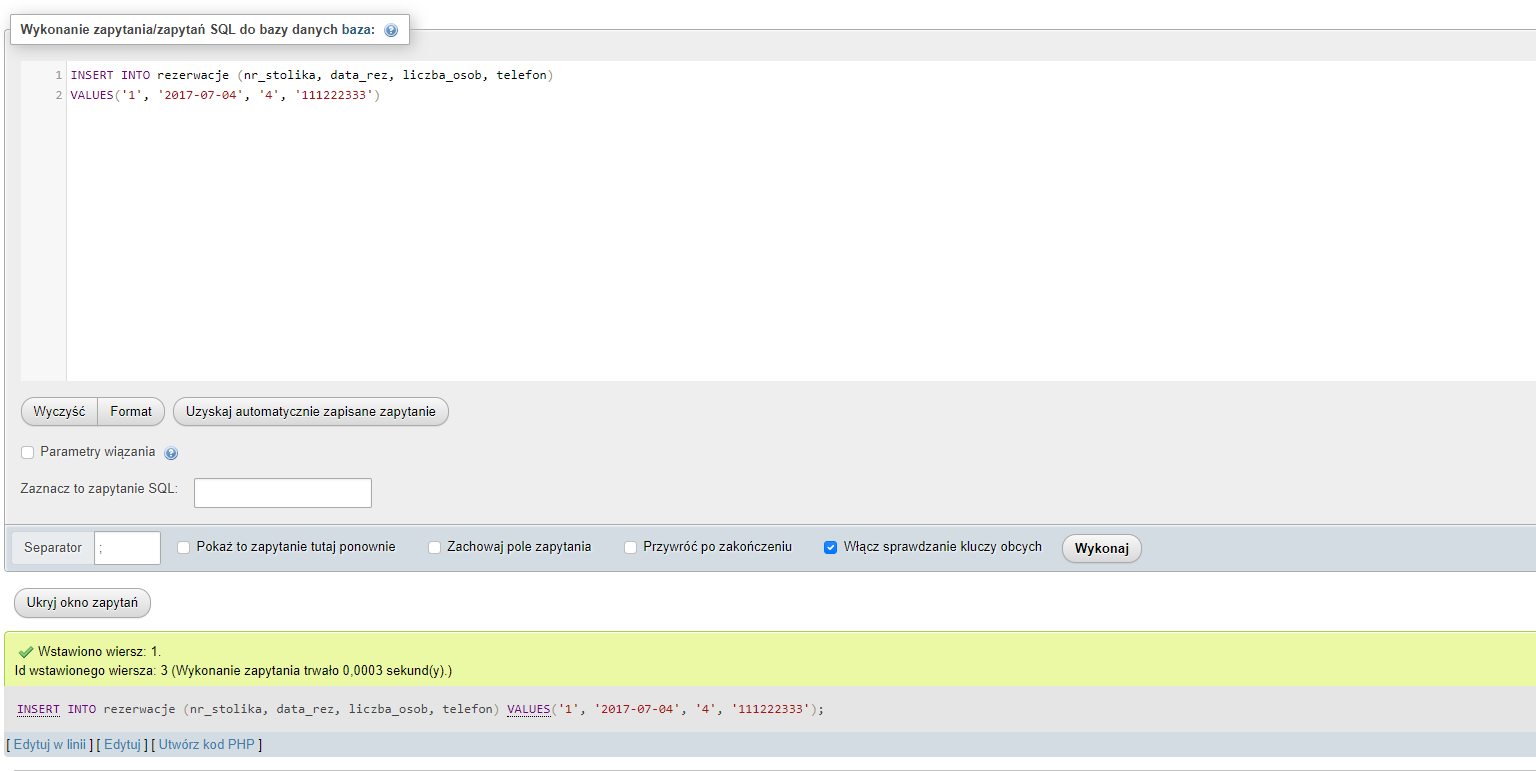 Wykonanie zapytania/zapytań SQL do bazy danych baza:
1 INSERT INTO rezerwacje (nr_stolika, data_rez, liczba_osob, telefon)
2 VALUES('1', '2017-07-04', '4', '111222333')
Wyczyść Format Uzyskaj automatycznie zapisane zapytanie
Parametry wiązania
Zaznacz to zapytanie SQL:
Separator ; Pokaż to zapytanie tutaj ponownie Zachowaj pole zapytania Przywróć po zakończeniu Włącz sprawdzanie kluczy obcych Wykonaj
Ukryj okno zapytań
Wstawiono wiersz: 1.
Id wstawionego wiersza: 3 (Wykonanie zapytania trwało 0,0003 sekund(y).)
INSERT INTO rezerwacje (nr_stolika, data_rez, liczba_osob, telefon) VALUES('1', '2017-07-04', '4', '111222333');
[ Edytuj w linii ] [ Edytuj ] [ Utwórz kod PHP ]